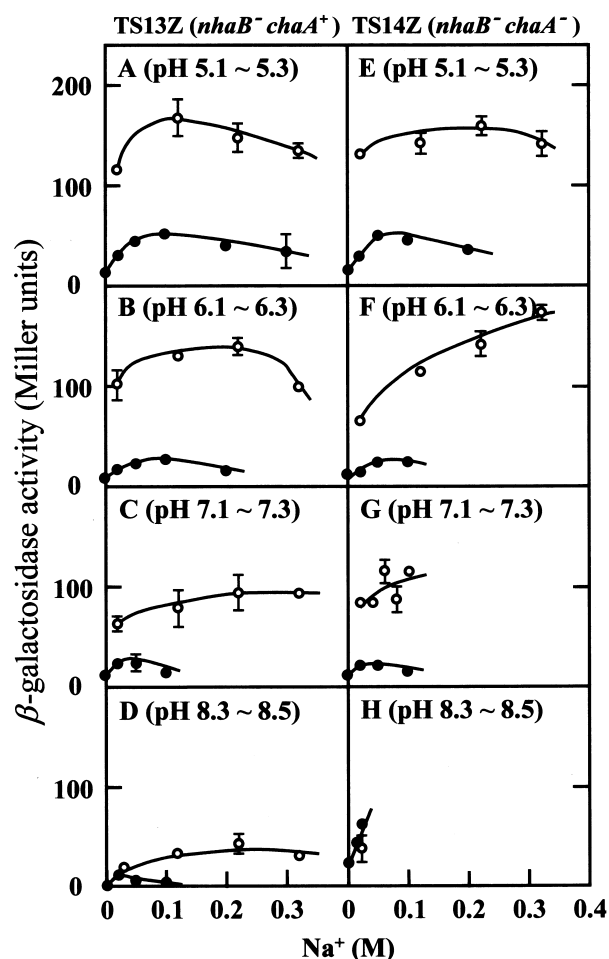 TS13Z (nhaB⁻ chaA⁺) TS14Z (nhaB⁻ chaA⁻)
A (pH 5.1 ~ 5.3) E (pH 5.1 ~ 5.3)
200
100
0
B (pH 6.1 ~ 6.3) F (pH 6.1 ~ 6.3)
100
0
C (pH 7.1 ~ 7.3) G (pH 7.1 ~ 7.3)
100
0
D (pH 8.3 ~ 8.5) H (pH 8.3 ~ 8.5)
100
0
0 0.1 0.2 0.3 0 0.1 0.2 0.3 0.4
Na⁺ (M)
β-galactosidase activity (Miller units)